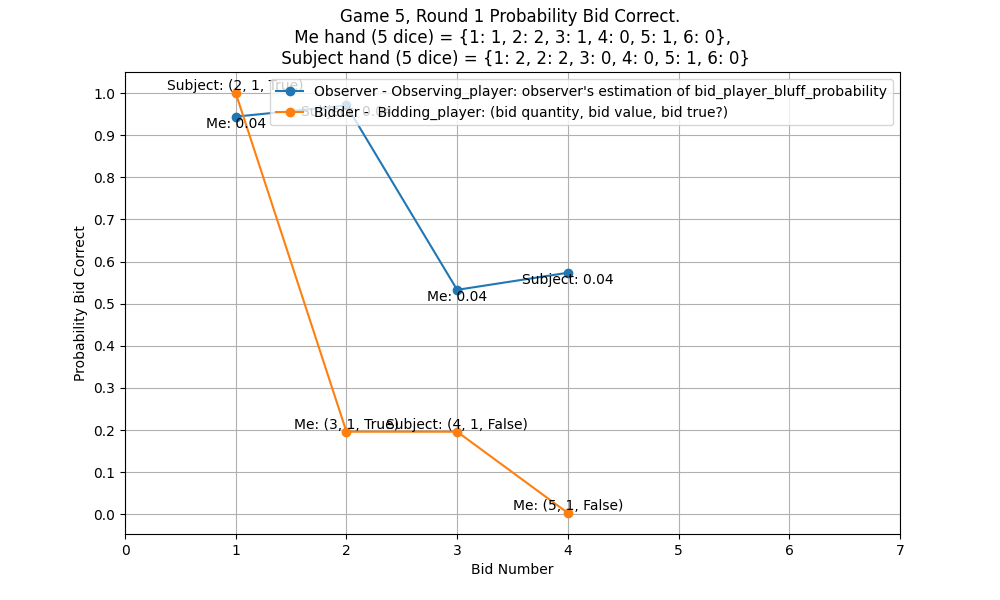 Game 5, Round 1 Probability Bid Correct.
Me hand (5 dice) = {1: 1, 2: 2, 3: 1, 4: 0, 5: 1, 6: 0},
Subject hand (5 dice) = {1: 2, 2: 2, 3: 0, 4: 0, 5: 1, 6: 0}
Subject: (2, 1, True)
Observer - Observing_player: observer's estimation of bid_player_bluff_probability
Bidder - Bidding_player: (bid quantity, bid value, bid true?)
Me: 0.04
Subject: 0.04
Me: 0.04
Me: (3, 1, True)
Subject: (4, 1, False)
Me: (5, 1, False)
Probability Bid Correct
1.0
0.9
0.8
0.7
0.6
0.5
0.4
0.3
0.2
0.1
0.0
0 1 2 3 4 5 6 7
Bid Number